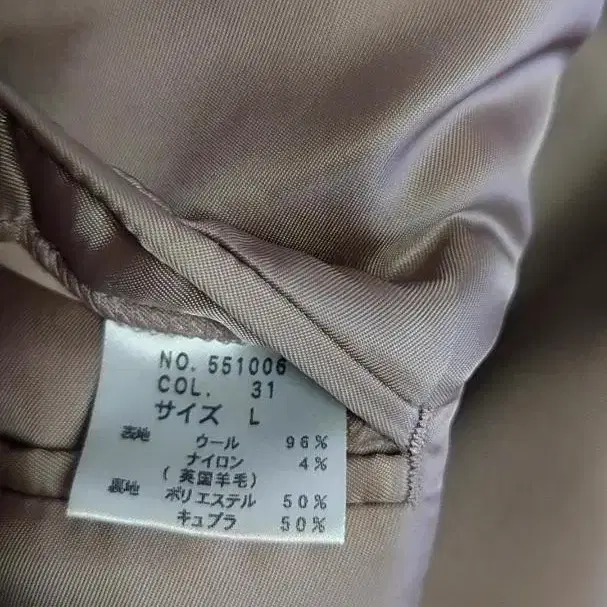 NO. 551006
COL. 31
サイズ L
表地 ウール 96%
ナイロン 4%
(英国羊毛)
裏地 ポリエステル 50%
キュプラ 50%